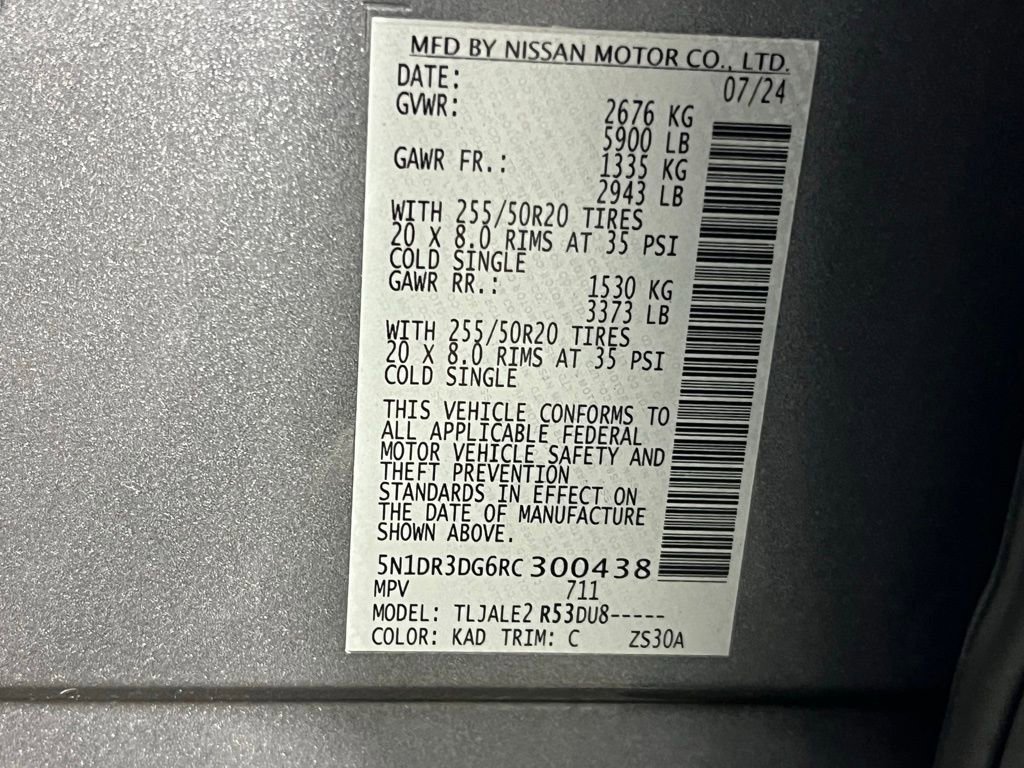 MFD BY NISSAN MOTOR CO., LTD.
DATE: 07/24
GVWR: 2676 KG
5900 LB
GAWR FR.: 1335 KG
2943 LB
WITH 255/50R20 TIRES
20 X 8.0 RIMS AT 35 PSI
COLD SINGLE
GAWR RR.: 1530 KG
3373 LB
WITH 255/50R20 TIRES
20 X 8.0 RIMS AT 35 PSI
COLD SINGLE
THIS VEHICLE CONFORMS TO
ALL APPLICABLE FEDERAL
MOTOR VEHICLE SAFETY AND
THEFT PREVENTION
STANDARDS IN EFFECT ON
THE DATE OF MANUFACTURE
SHOWN ABOVE.
5N1DR3DG6RC300438
MPV 711
MODEL: TLJALE2 R53DU8-----
COLOR: KAD TRIM: C ZS30A